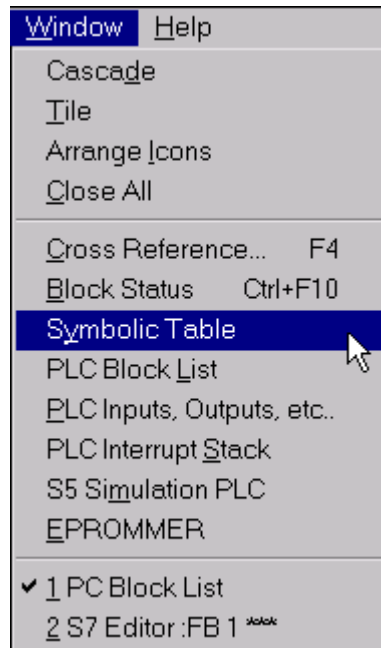 Window Help
Cascade
Tile
Arrange Icons
Close All
Cross Reference... F4
Block Status Ctrl+F10
Symbolic Table
PLC Block List
PLC Inputs, Outputs, etc..
PLC Interrupt Stack
S5 Simulation PLC
EPROMMER
✔ 1 PC Block List
2 S7 Editor :FB 1 ****